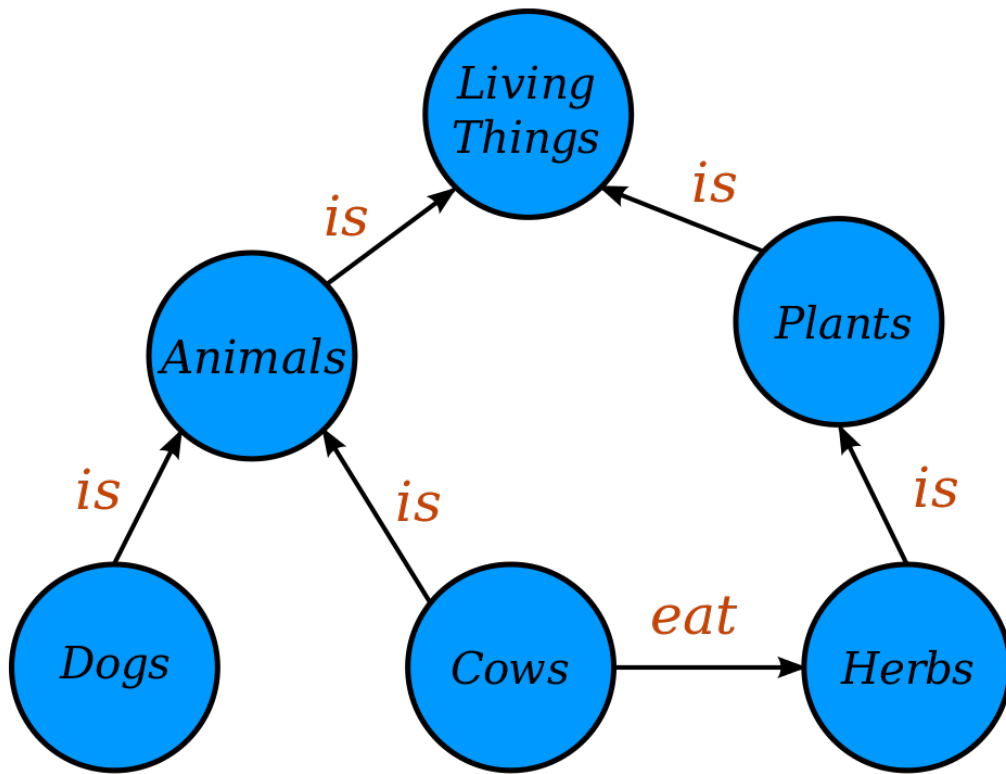 Living
Things
is
is
Animals
Plants
is
is
is
eat
Dogs
Cows
Herbs